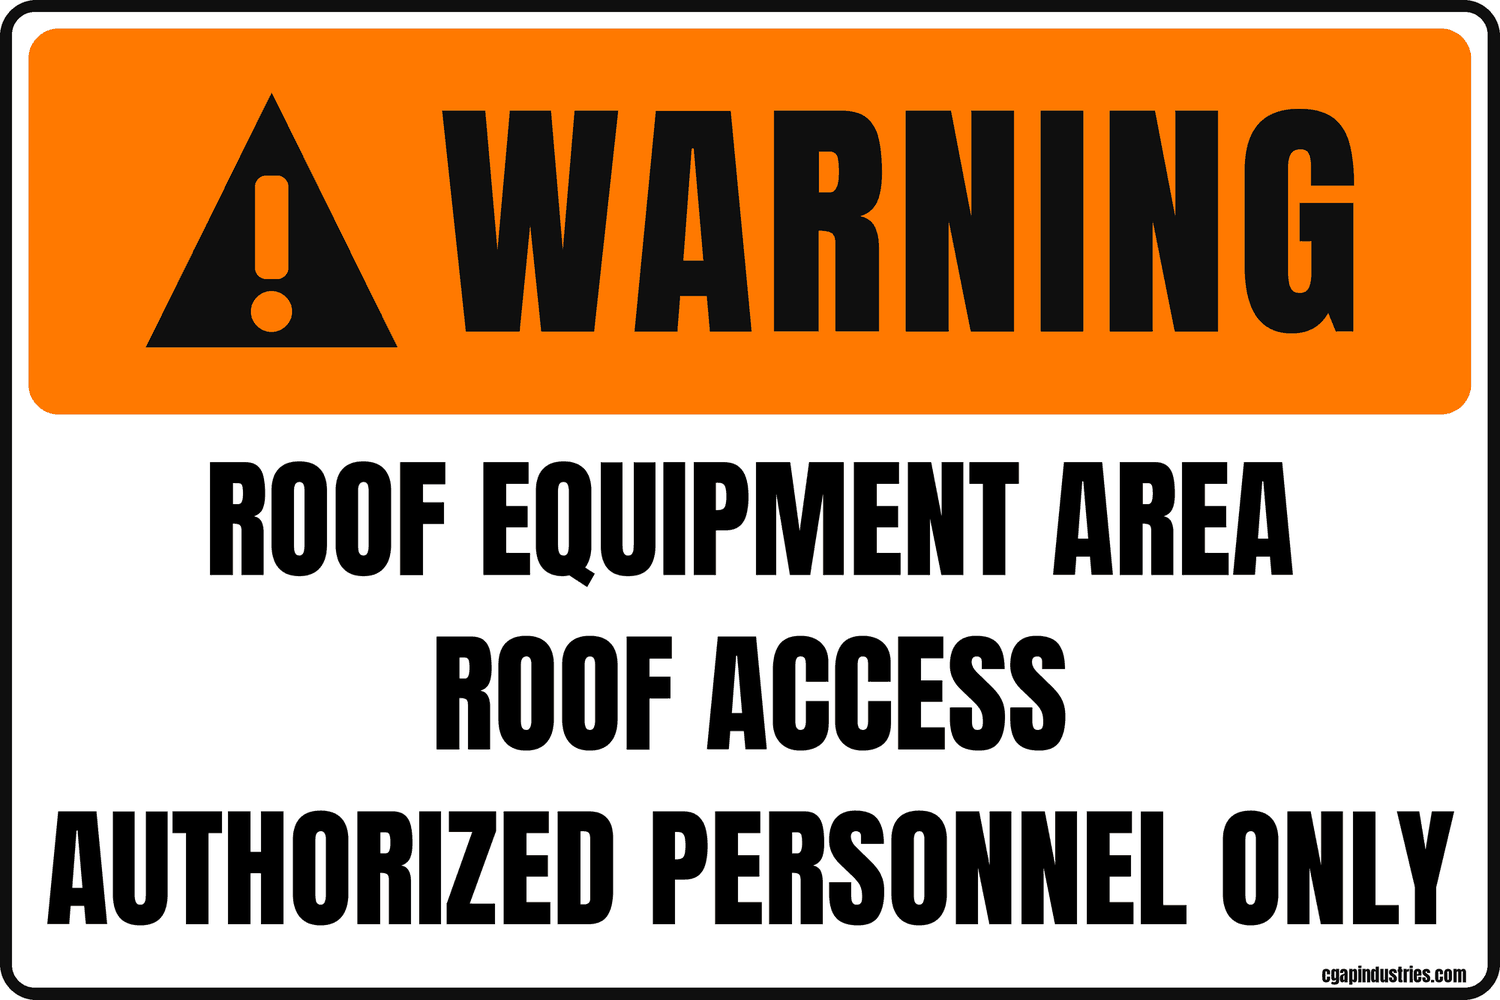 WARNING
ROOF EQUIPMENT AREA
ROOF ACCESS
AUTHORIZED PERSONNEL ONLY
cgapindustries.com